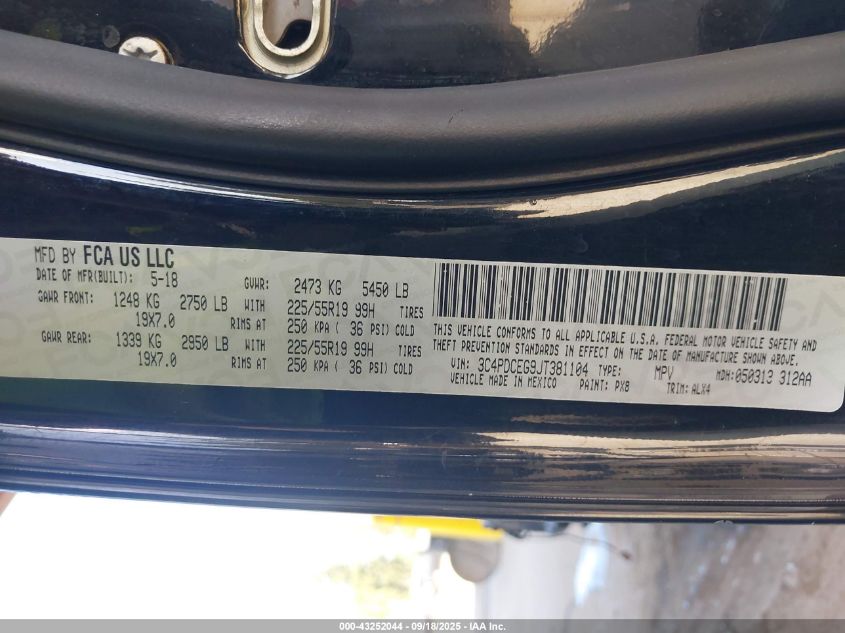 MFD BY FCA US LLC
DATE OF MFR(BUILT): 5-18 GVWR: 2473 KG 5450 LB
GAWR FRONT: 1248 KG 2750 LB WITH 225/55R19 99H TIRES
19X7.0 RIMS AT 250 KPA ( 36 PSI) COLD
GAWR REAR: 1339 KG 2950 LB WITH 225/55R19 99H TIRES
19X7.0 RIMS AT 250 KPA ( 36 PSI) COLD
THIS VEHICLE CONFORMS TO ALL APPLICABLE U.S.A. FEDERAL MOTOR VEHICLE SAFETY AND
THEFT PREVENTION STANDARDS IN EFFECT ON THE DATE OF MANUFACTURE SHOWN ABOVE.
VIN: 3C4PDCEG9JT381104 TYPE: MPV MDH:050313 312AA
VEHICLE MADE IN MEXICO PAINT: PX8 TRIM: ALX4
000-43252044 - 09/18/2025 - IAA Inc.